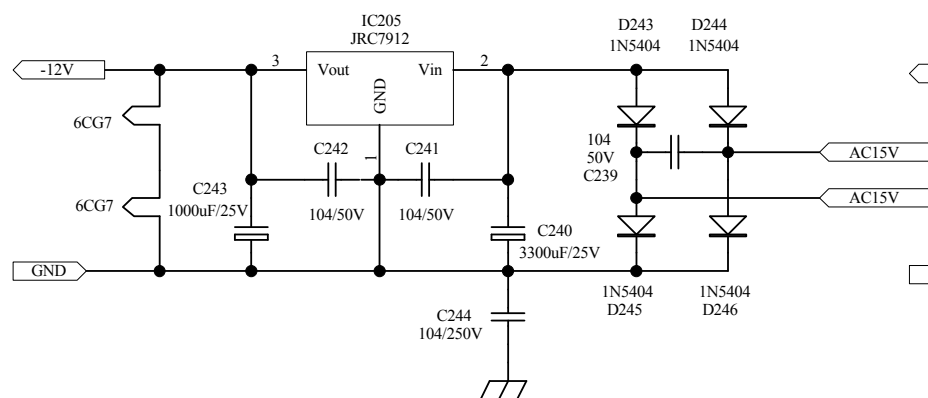 IC205
JRC7912
D243
1N5404
D244
1N5404
-12V
3
Vout
Vin
2
GND
1
6CG7
6CG7
C243
1000uF/25V
C242
104/50V
C241
104/50V
104
50V
C239
AC15V
AC15V
C240
3300uF/25V
GND
C244
104/250V
1N5404
D245
1N5404
D246